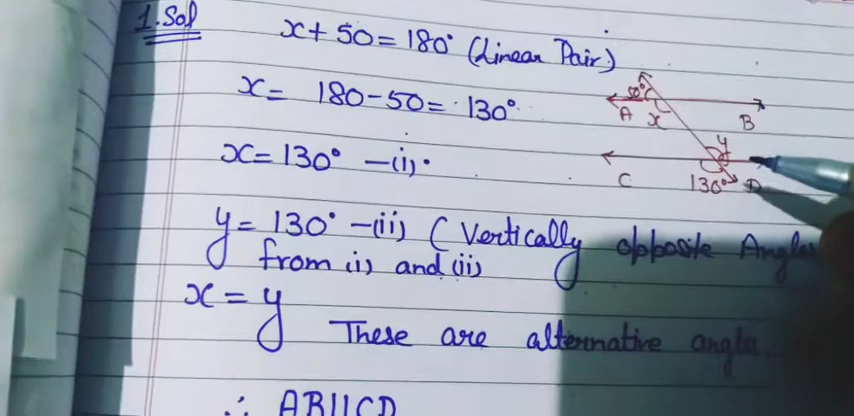 1. Sol
x + 50 = 180° (Linear Pair)
x = 180 - 50 = 130°
x = 130° - (i).
y = 130° - (ii) ( Vertically opposite Angles
from (i) and (ii)
x = y
These are alternative angle..
∴ AB||CD
50°
A x B
y
C 130° D